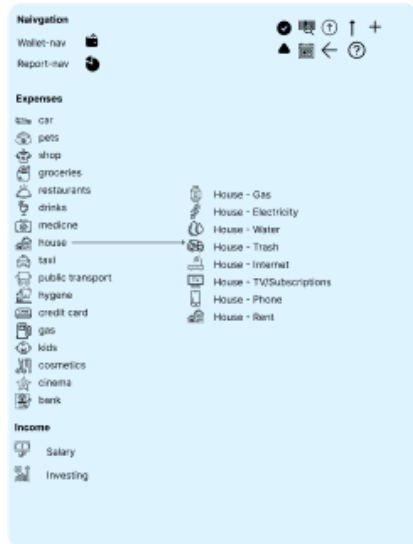 Naivgation
Wallet-nav
Report-nav
Expenses
car
pets
shop
groceries
restaurants
drinks
medicne
house
taxi
public transport
hygene
credit card
gas
kids
cosmetics
cinema
bank
House - Gas
House - Electricity
House - Water
House - Trash
House - Internet
House - TV/Subscriptions
House - Phone
House - Rent
Income
Salary
Investing